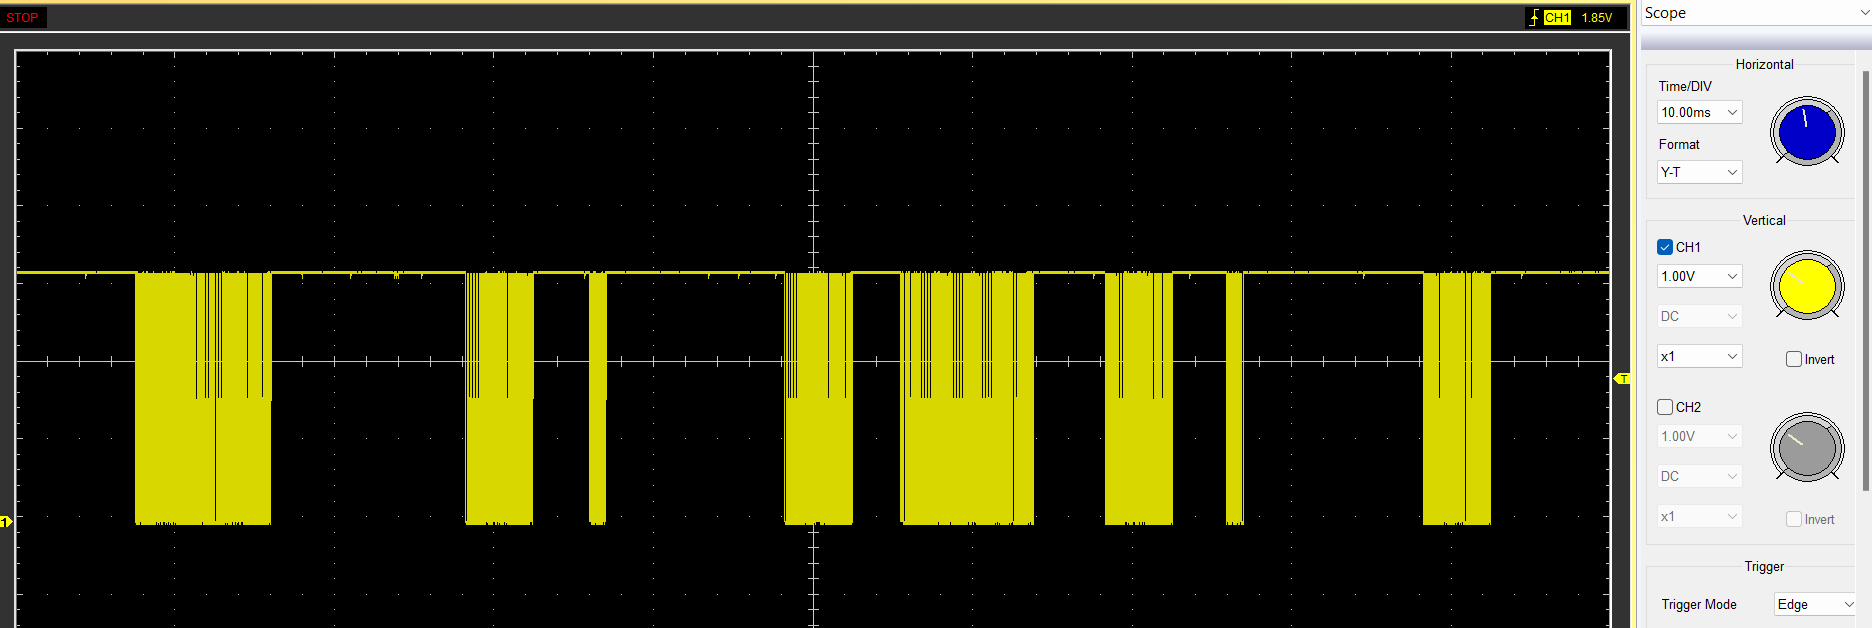 STOP
CH1 1.85V
Scope
Horizontal
Time/DIV
10.00ms
Format
Y-T
Vertical
CH1
1.00V
DC
x1
Invert
CH2
1.00V
DC
x1
Invert
Trigger
Trigger Mode
Edge
T
1